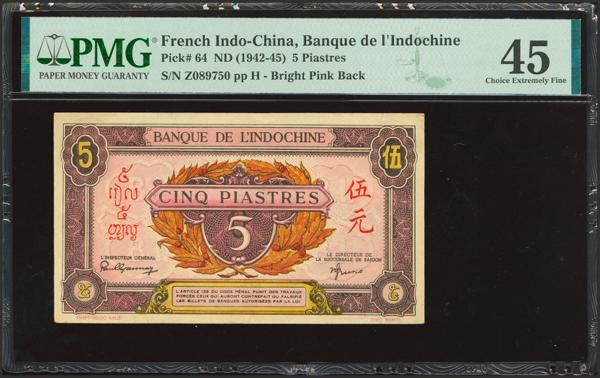 PMG
PAPER MONEY GUARANTY
French Indo-China, Banque de l'Indochine
Pick# 64 ND (1942-45) 5 Piastres
S/N Z089750 pp H - Bright Pink Back
45
Choice Extremely Fine
BANQUE DE L'INDOCHINE
5
伍
CINQ PIASTRES
5
伍元
L'INSPECTEUR GÉNÉRAL
LE DIRECTEUR DE
LA SUCCURSALE DE SAIGON
L'ARTICLE 139 DU CODE PÉNAL PUNIT DES TRAVAUX
FORCÉS CEUX QUI AURONT CONTREFAIT OU FALSIFIÉ
LES BILLETS DE BANQUES AUTORISÉES PAR LA LOI